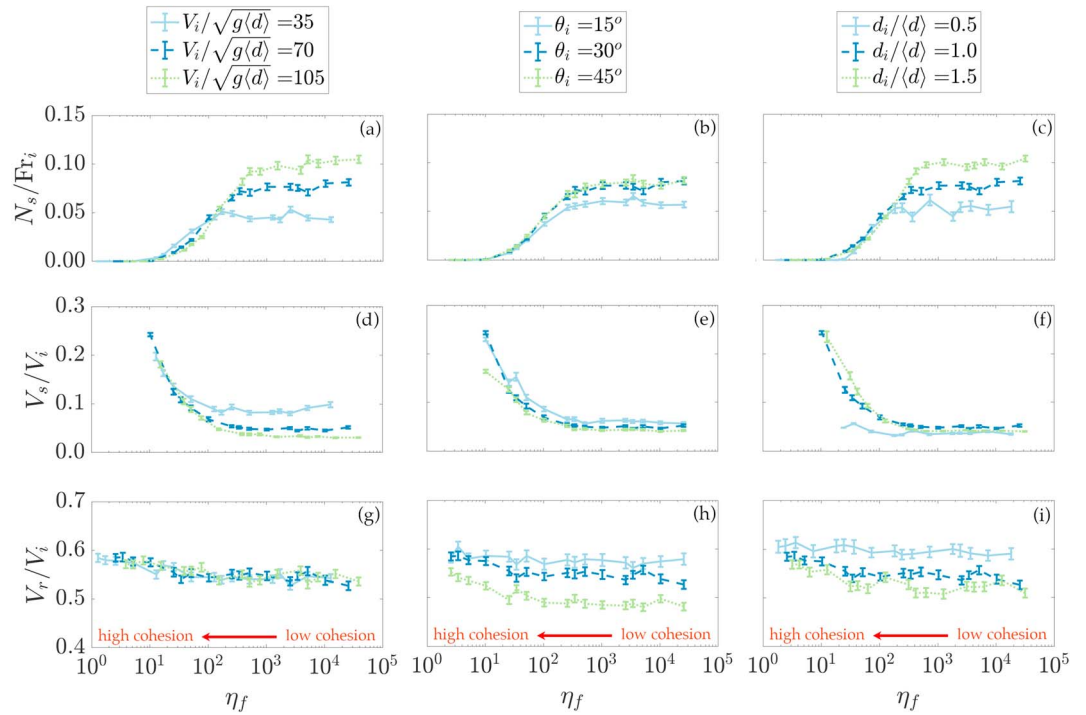 V_i/√g⟨d⟩ =35
V_i/√g⟨d⟩ =70
V_i/√g⟨d⟩ =105
θ_i =15°
θ_i =30°
θ_i =45°
d_i/⟨d⟩ =0.5
d_i/⟨d⟩ =1.0
d_i/⟨d⟩ =1.5
N_s/Fr_i
0.15
0.10
0.05
0.00
(a)
(b)
(c)
V_s/V_i
0.3
0.2
0.1
0.0
(d)
(e)
(f)
V_r/V_i
0.7
0.6
0.5
0.4
(g)
(h)
(i)
high cohesion low cohesion
high cohesion low cohesion
high cohesion low cohesion
10^0 10^1 10^2 10^3 10^4 10^5
10^0 10^1 10^2 10^3 10^4 10^5
10^0 10^1 10^2 10^3 10^4 10^5
η_f
η_f
η_f